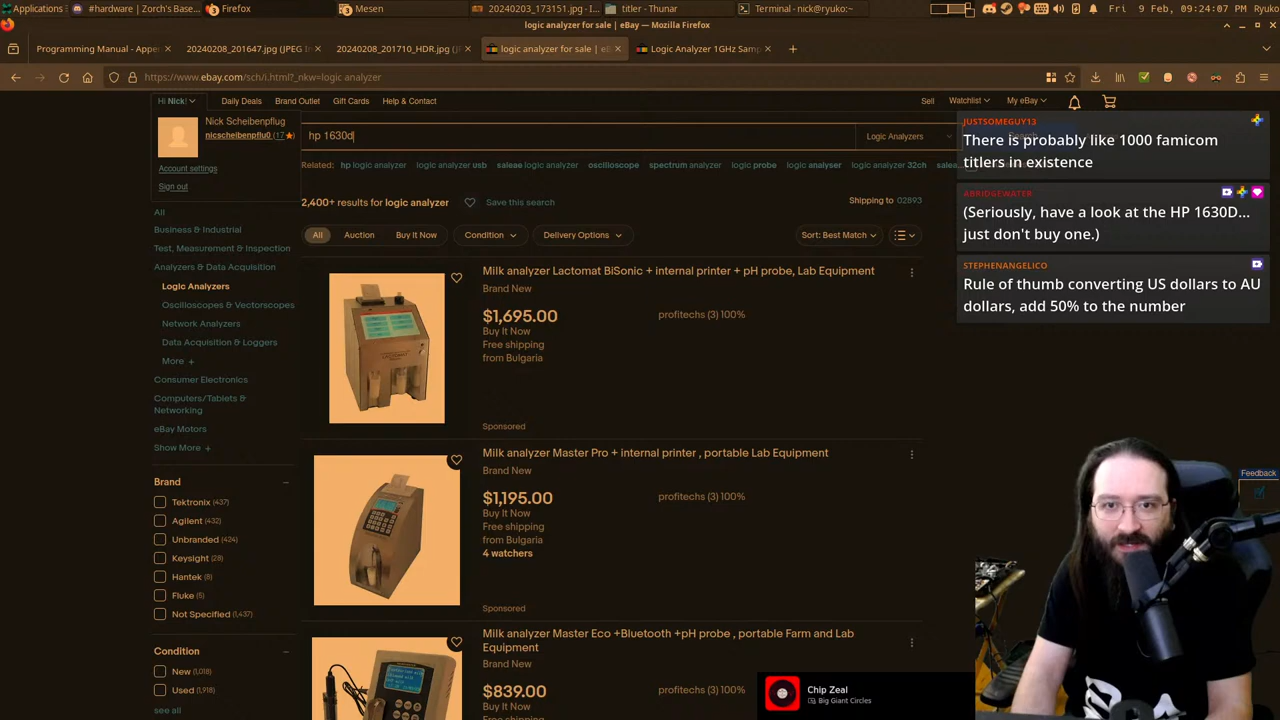 Applications
#hardware | Zorch's Base...
Firefox
Mesen
20240203_173151.jpg - ...
titler - Thunar
Terminal - nick@ryuko:~
Fri 9 Feb, 9:24:07 PM
Ryuko
logic analyzer for sale | eBay — Mozilla Firefox
Programming Manual - Appe
20240208_201647.jpg (JPEG I
20240208_201710_HDR.jpg (J
logic analyzer for sale | eB
Logic Analyzer 1GHz Samp
https://www.ebay.com/sch/i.html?_nkw=logic analyzer
Hi Nick!
Daily Deals
Brand Outlet
Gift Cards
Help & Contact
Sell
Watchlist
My eBay
Nick Scheibenpflug
nicscheibenpflu0 (17
Account settings
Sign out
hp 1630d
Logic Analyzers
Related:
hp logic analyzer
logic analyzer usb
saleae logic analyzer
oscilloscope
spectrum analyzer
logic probe
logic analyser
logic analyzer 32ch
salea...
2,400+ results for logic analyzer
Save this search
Shipping to 02893
All
Auction
Buy It Now
Condition
Delivery Options
Sort: Best Match
All
Business & Industrial
Test, Measurement & Inspection
Analyzers & Data Acquisition
Logic Analyzers
Oscilloscopes & Vectorscopes
Network Analyzers
Data Acquisition & Loggers
More +
Consumer Electronics
Computers/Tablets &
Networking
eBay Motors
Show More +
Brand
Tektronix (437)
Agilent (432)
Unbranded (424)
Keysight (28)
Hantek (8)
Fluke (5)
Not Specified (1,437)
Condition
New (1,018)
Used (1,918)
see all
Milk analyzer Lactomat BiSonic + internal printer + pH probe, Lab Equipment
Brand New
$1,695.00
profitechs (3) 100%
Buy It Now
Free shipping
from Bulgaria
Sponsored
Milk analyzer Master Pro + internal printer , portable Lab Equipment
Brand New
$1,195.00
profitechs (3) 100%
Buy It Now
Free shipping
from Bulgaria
4 watchers
Sponsored
Milk analyzer Master Eco +Bluetooth +pH probe , portable Farm and Lab
Equipment
Brand New
$839.00
profitechs (3) 100%
Buy It Now
JUSTSOMEGUY13
There is probably like 1000 famicom
titlers in existence
ABRIDGEWATER
(Seriously, have a look at the HP 1630D...
just don't buy one.)
STEPHENANGELICO
Rule of thumb converting US dollars to AU
dollars, add 50% to the number
Feedback
Chip Zeal
Big Giant Circles